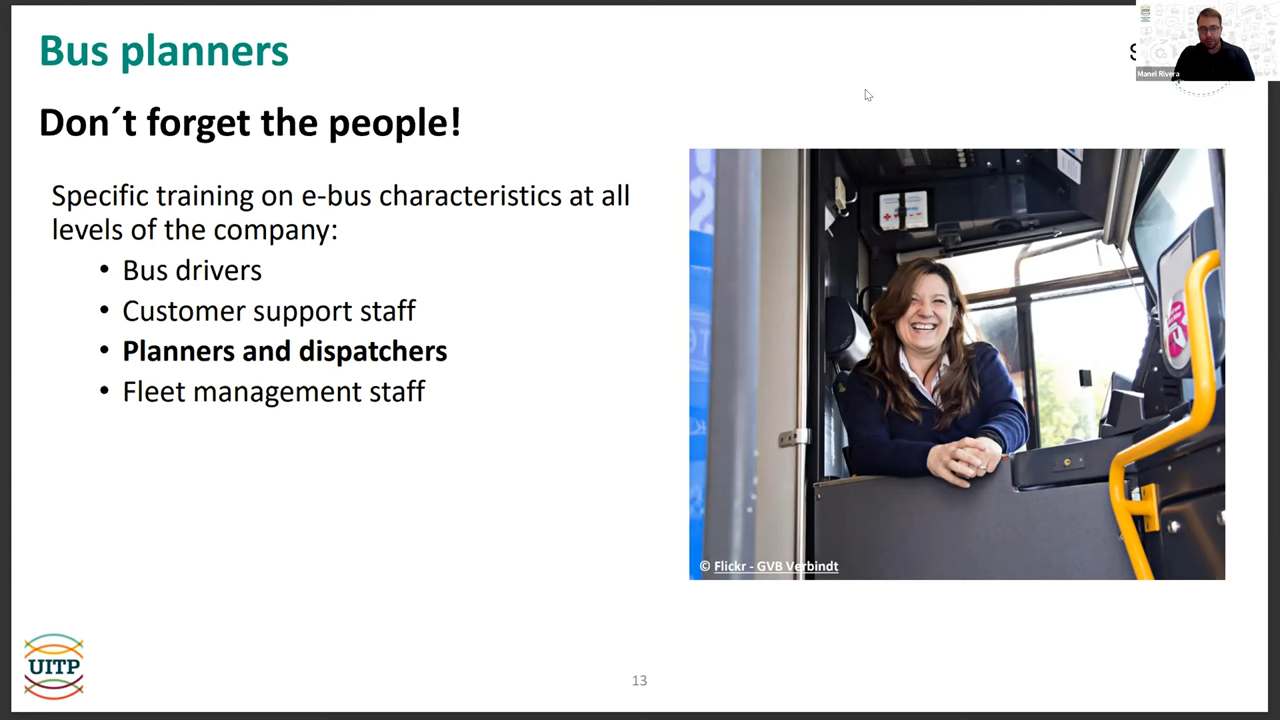 Bus planners
S
Manel Rivera
Don´t forget the people!
Specific training on e-bus characteristics at all
levels of the company:
• Bus drivers
• Customer support staff
• Planners and dispatchers
• Fleet management staff
© Flickr - GVB Verbindt
UITP
13